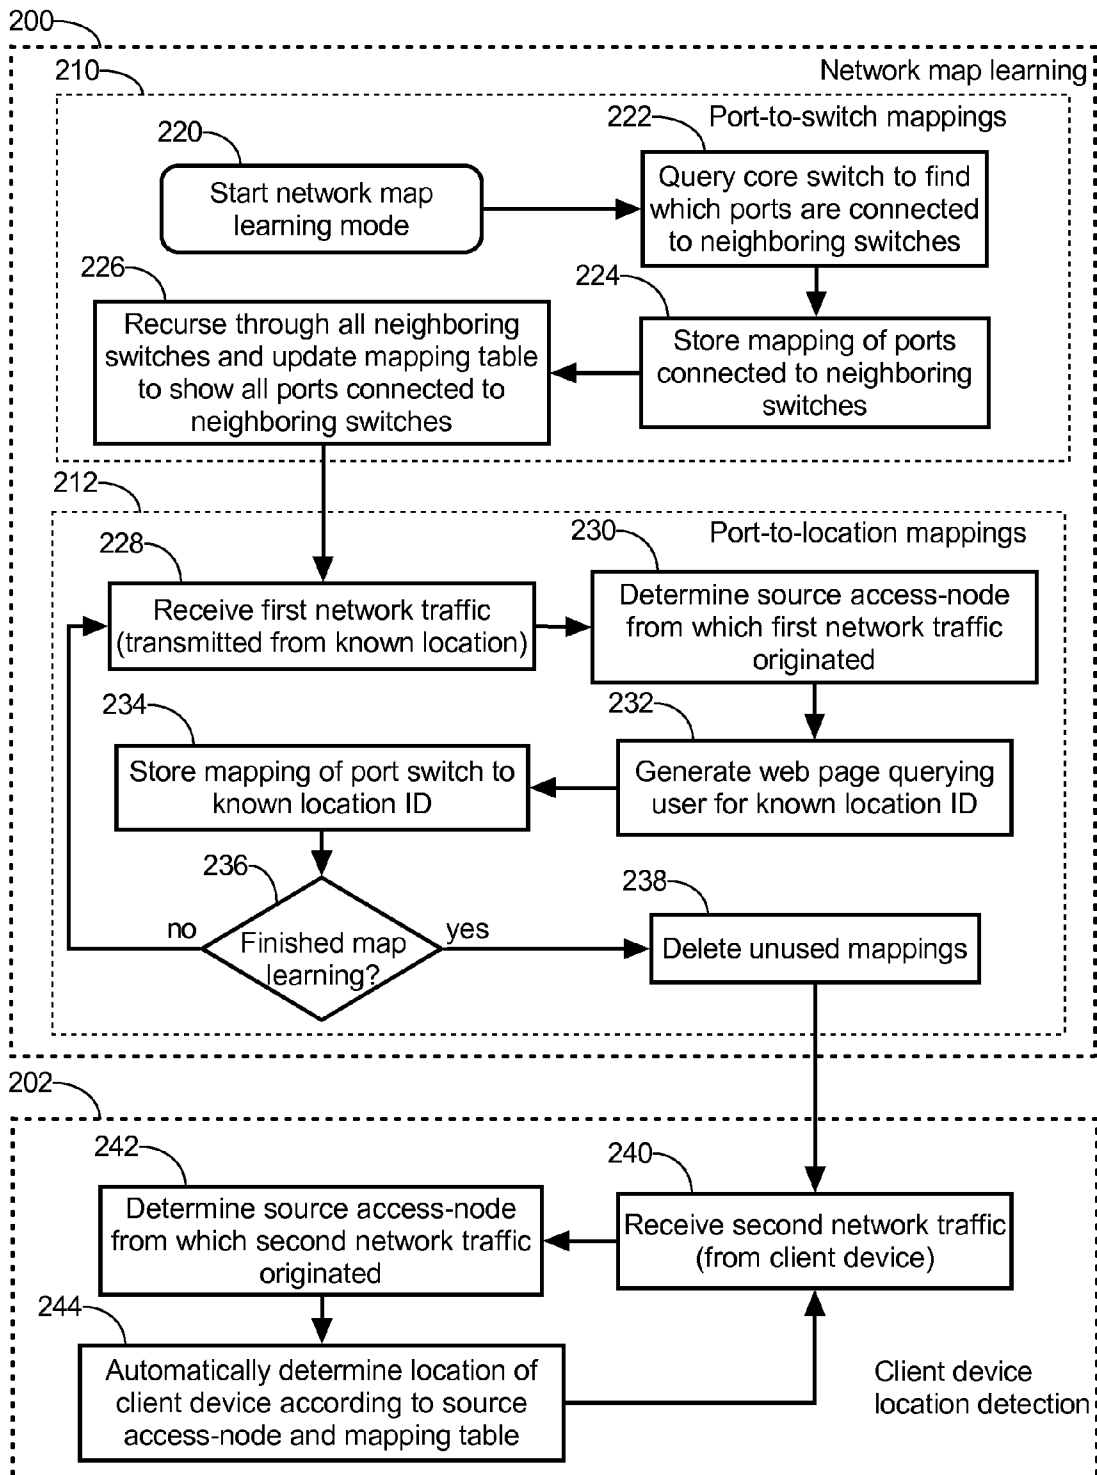 200
210
Network map learning
220
222
Port-to-switch mappings
Start network map
learning mode
Query core switch to find
which ports are connected
to neighboring switches
226
224
Recurse through all neighboring
switches and update mapping table
to show all ports connected to
neighboring switches
Store mapping of ports
connected to neighboring
switches
212
228
230
Port-to-location mappings
Receive first network traffic
(transmitted from known location)
Determine source access-node
from which first network traffic
originated
234
232
Store mapping of port switch to
known location ID
Generate web page querying
user for known location ID
236
238
no
yes
Finished map
learning?
Delete unused mappings
202
242
240
Determine source access-node
from which second network traffic
originated
Receive second network traffic
(from client device)
244
Automatically determine location of
client device according to source
access-node and mapping table
Client device
location detection